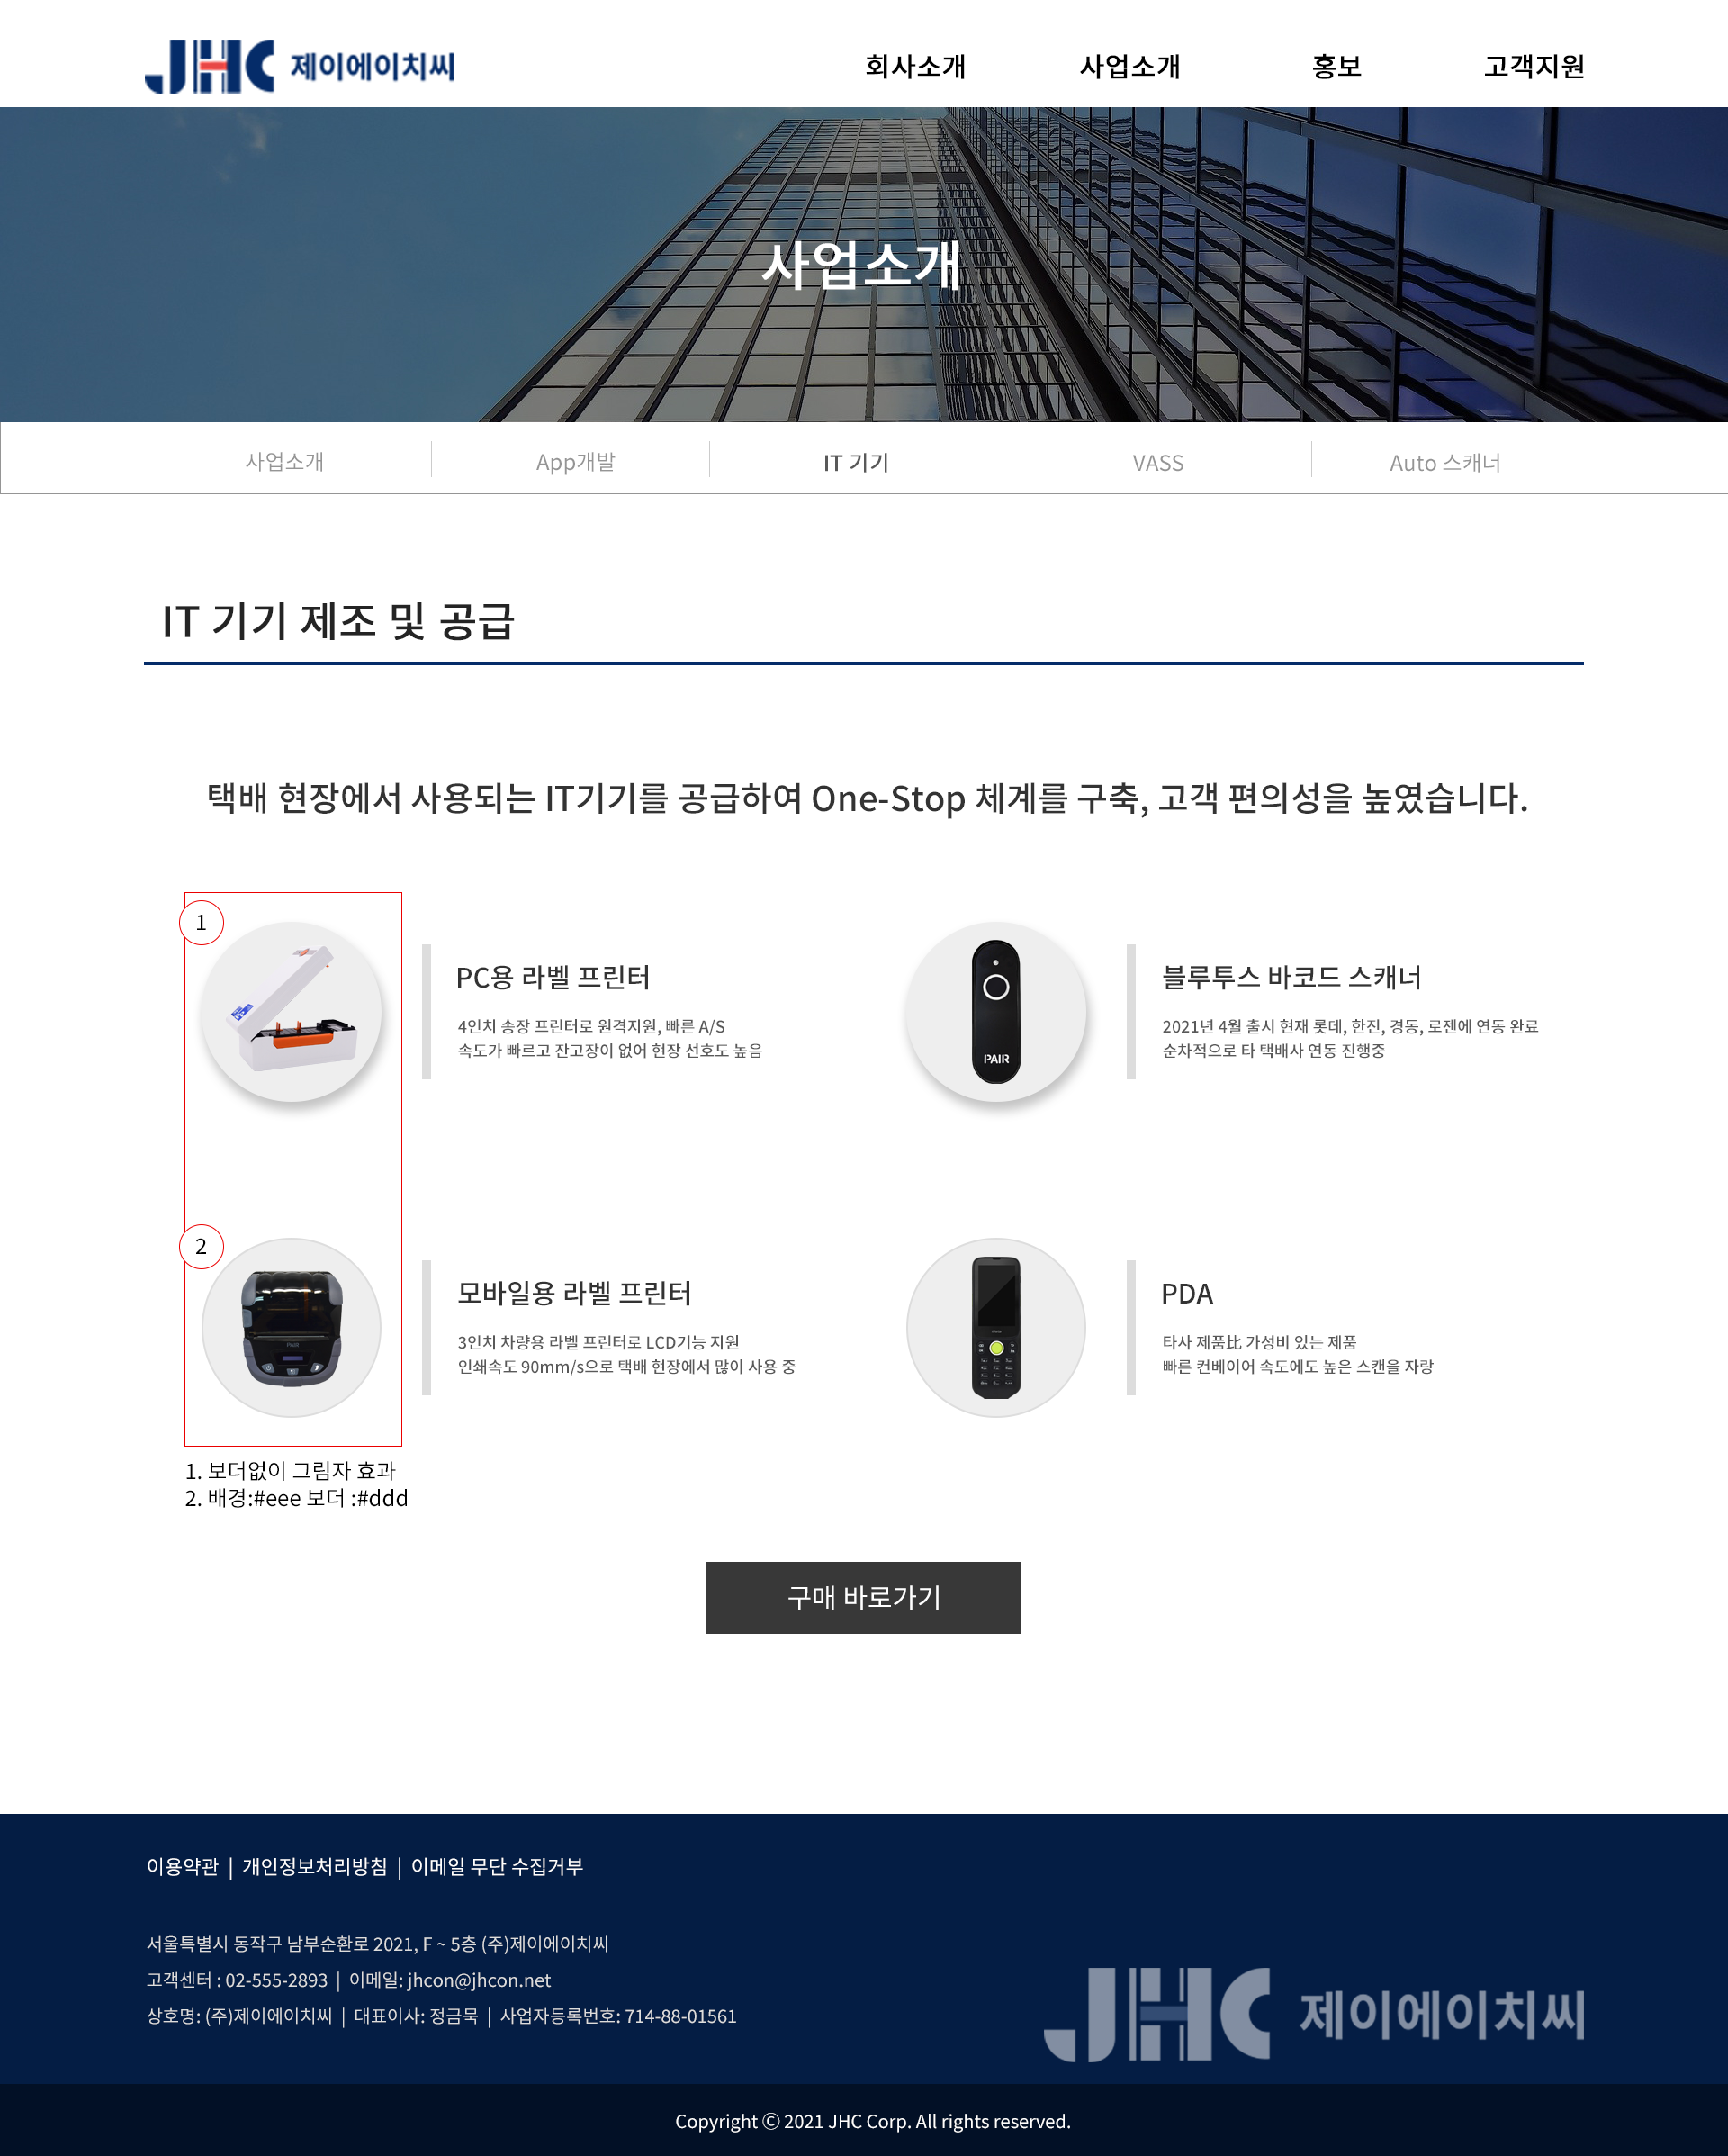 JHC 제이에이치씨
회사소개 사업소개 홍보 고객지원
사업소개
사업소개 App개발 IT 기기 VASS Auto 스캐너
IT 기기 제조 및 공급
택배 현장에서 사용되는 IT기기를 공급하여 One-Stop 체계를 구축, 고객 편의성을 높였습니다.
1
PC용 라벨 프린터
4인치 송장 프린터로 원격지원, 빠른 A/S
속도가 빠르고 잔고장이 없어 현장 선호도 높음
PAIR
블루투스 바코드 스캐너
2021년 4월 출시 현재 롯데, 한진, 경동, 로젠에 연동 완료
순차적으로 타 택배사 연동 진행중
2
모바일용 라벨 프린터
3인치 차량용 라벨 프린터로 LCD기능 지원
인쇄속도 90mm/s으로 택배 현장에서 많이 사용 중
PDA
타사 제품比 가성비 있는 제품
빠른 컨베이어 속도에도 높은 스캔을 자랑
1. 보더없이 그림자 효과
2. 배경:#eee 보더 :#ddd
구매 바로가기
이용약관 | 개인정보처리방침 | 이메일 무단 수집거부
서울특별시 동작구 남부순환로 2021, F ~ 5층 (주)제이에이치씨
고객센터 : 02-555-2893 | 이메일: jhcon@jhcon.net
상호명: (주)제이에이치씨 | 대표이사: 정금묵 | 사업자등록번호: 714-88-01561
JHC 제이에이치씨
Copyright ⓒ 2021 JHC Corp. All rights reserved.